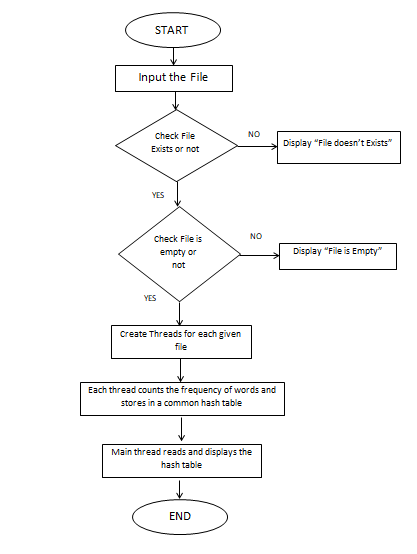 START
Input the File
Check File
Exists or not
NO
Display “File doesn’t Exists”
YES
Check File is
empty or
not
NO
Display “File is Empty”
YES
Create Threads for each given
file
Each thread counts the frequency of words and
stores in a common hash table
Main thread reads and displays the
hash table
END